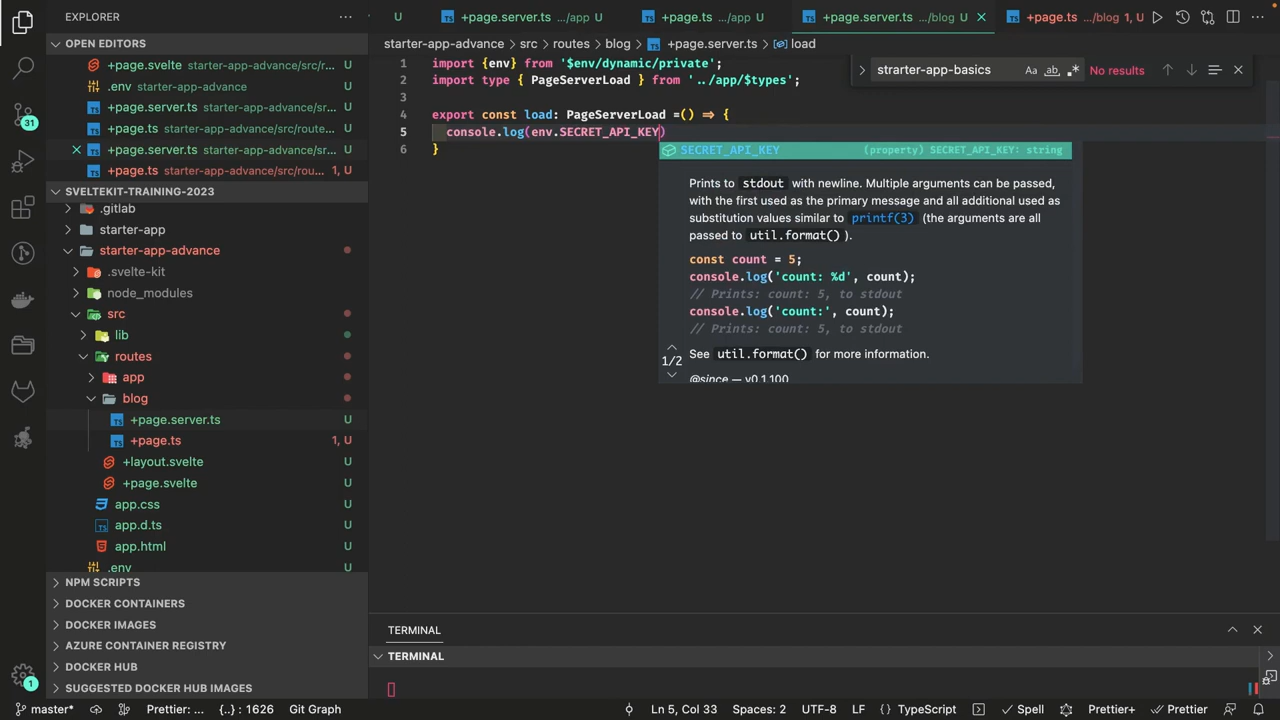 EXPLORER
OPEN EDITORS
+page.svelte starter-app-advance/src/r...
.env starter-app-advance
+page.server.ts starter-app-advance/sr...
+page.ts starter-app-advance/src/route...
+page.server.ts starter-app-advance/sr...
+page.ts starter-app-advance/src/rou... 1, U
SVELTEKIT-TRAINING-2023
.gitlab
starter-app
starter-app-advance
.svelte-kit
node_modules
src
lib
routes
app
blog
+page.server.ts U
+page.ts 1, U
+layout.svelte U
+page.svelte U
app.css U
app.d.ts U
app.html U
.env U
NPM SCRIPTS
DOCKER CONTAINERS
DOCKER IMAGES
AZURE CONTAINER REGISTRY
DOCKER HUB
SUGGESTED DOCKER HUB IMAGES
31
1
U +page.server.ts .../app U +page.ts .../app U +page.server.ts .../blog U +page.ts .../blog 1, U
starter-app-advance > src > routes > blog > +page.server.ts > load
strarter-app-basics Aa ab No results
1 import {env} from '$env/dynamic/private';
2 import type { PageServerLoad } from '../app/$types';
3
4 export const load: PageServerLoad =() => {
5 console.log(env.SECRET_API_KEY)
6 }
SECRET_API_KEY (property) SECRET_API_KEY: string
Prints to stdout with newline. Multiple arguments can be passed,
with the first used as the primary message and all additional used as
substitution values similar to printf(3) (the arguments are all
passed to util.format() ).
const count = 5;
console.log('count: %d', count);
// Prints: count: 5, to stdout
console.log('count:', count);
// Prints: count: 5, to stdout
1/2
See util.format() for more information.
@since — v0.1.100
TERMINAL
TERMINAL
master* Prettier: ... {..} : 1626 Git Graph Ln 5, Col 33 Spaces: 2 UTF-8 LF {} TypeScript Spell Prettier+ Prettier